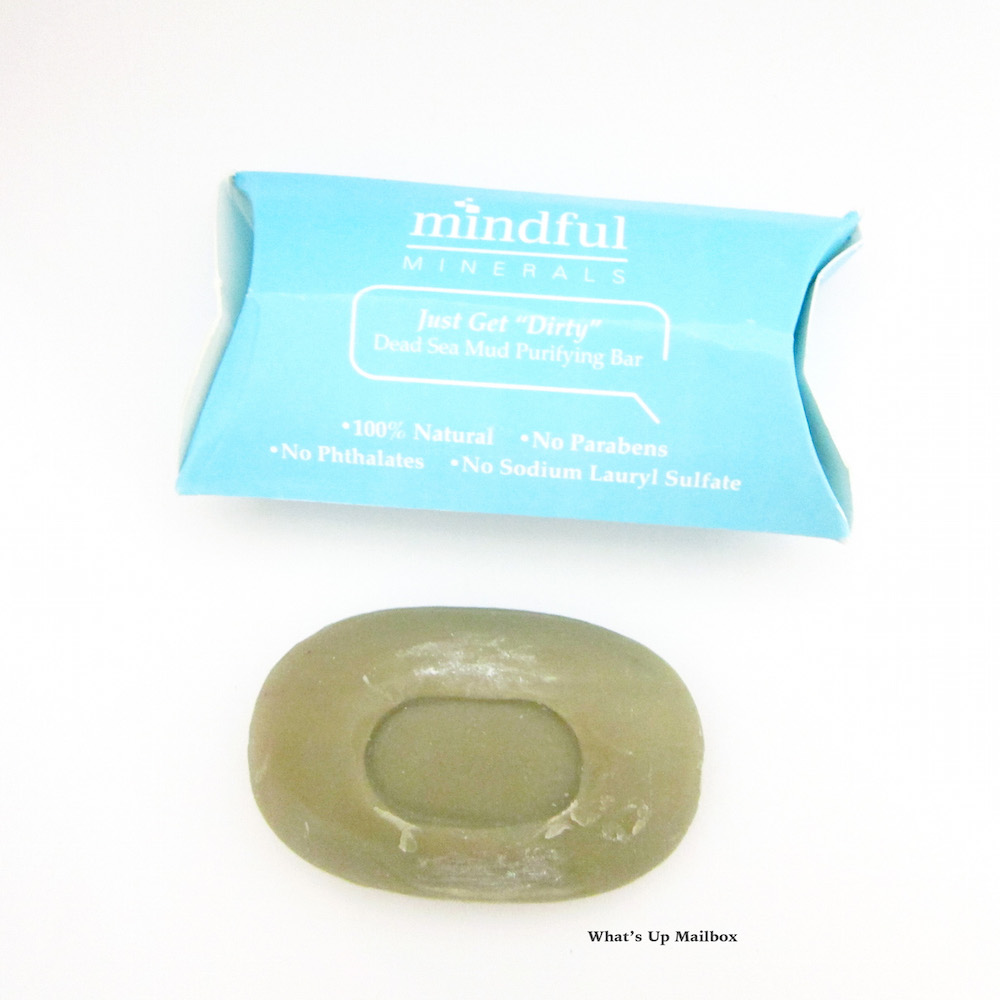 mindful
MINERALS
Just Get “Dirty”
Dead Sea Mud Purifying Bar
•100% Natural •No Parabens
•No Phthalates •No Sodium Lauryl Sulfate
What’s Up Mailbox